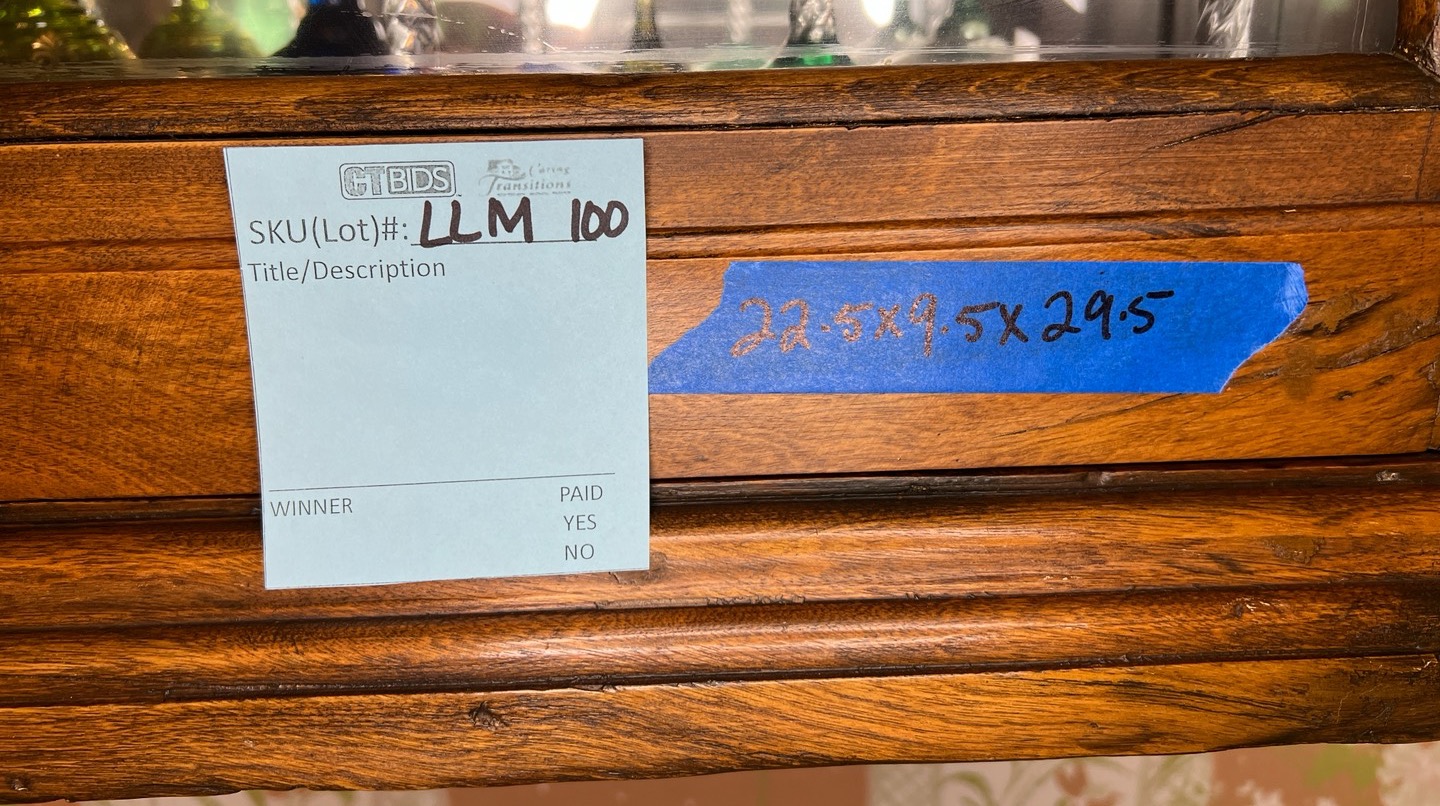 CTBIDS
Caring
Transitions
SKU(Lot)#: LLM 100
Title/Description
22.5x9.5x29.5
WINNER
PAID
YES
NO